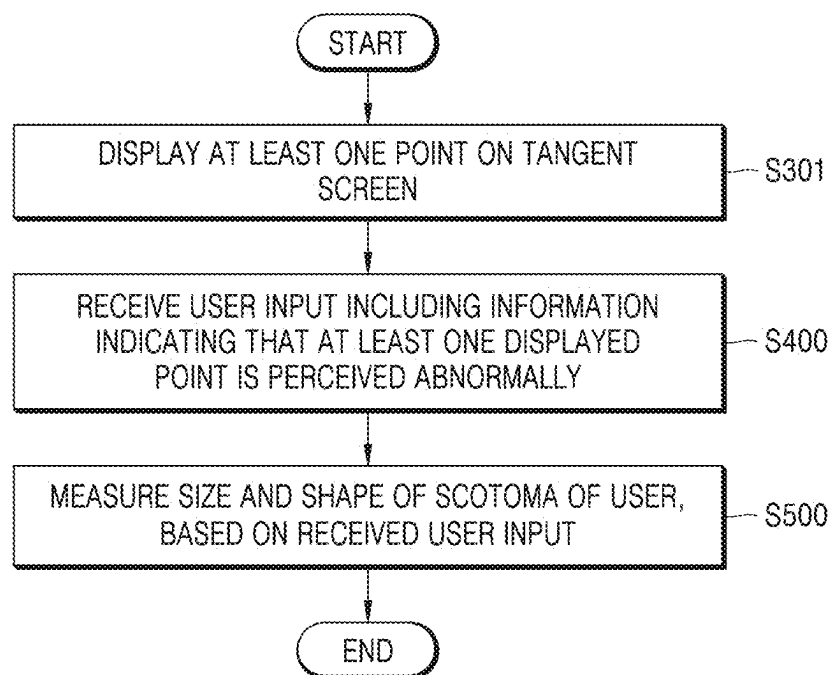 START
DISPLAY AT LEAST ONE POINT ON TANGENT
SCREEN
S301
RECEIVE USER INPUT INCLUDING INFORMATION
INDICATING THAT AT LEAST ONE DISPLAYED
POINT IS PERCEIVED ABNORMALLY
S400
MEASURE SIZE AND SHAPE OF SCOTOMA OF USER,
BASED ON RECEIVED USER INPUT
S500
END